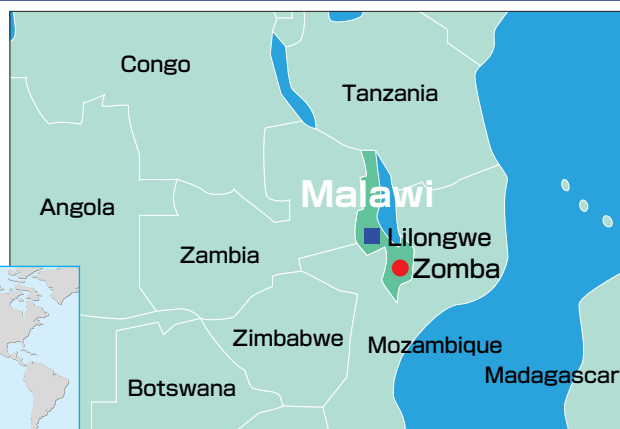 Congo
Tanzania
Malawi
Angola
Lilongwe
Zambia
Zomba
Zimbabwe
Mozambique
Madagascar
Botswana